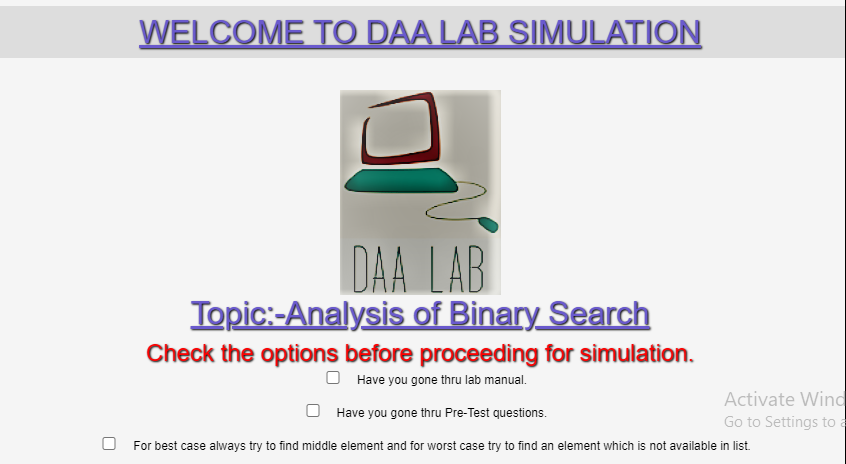 WELCOME TO DAA LAB SIMULATION
DAA LAB
Topic:-Analysis of Binary Search
Check the options before proceeding for simulation.
Have you gone thru lab manual.
Have you gone thru Pre-Test questions.
For best case always try to find middle element and for worst case try to find an element which is not available in list.
Activate Wind
Go to Settings to a